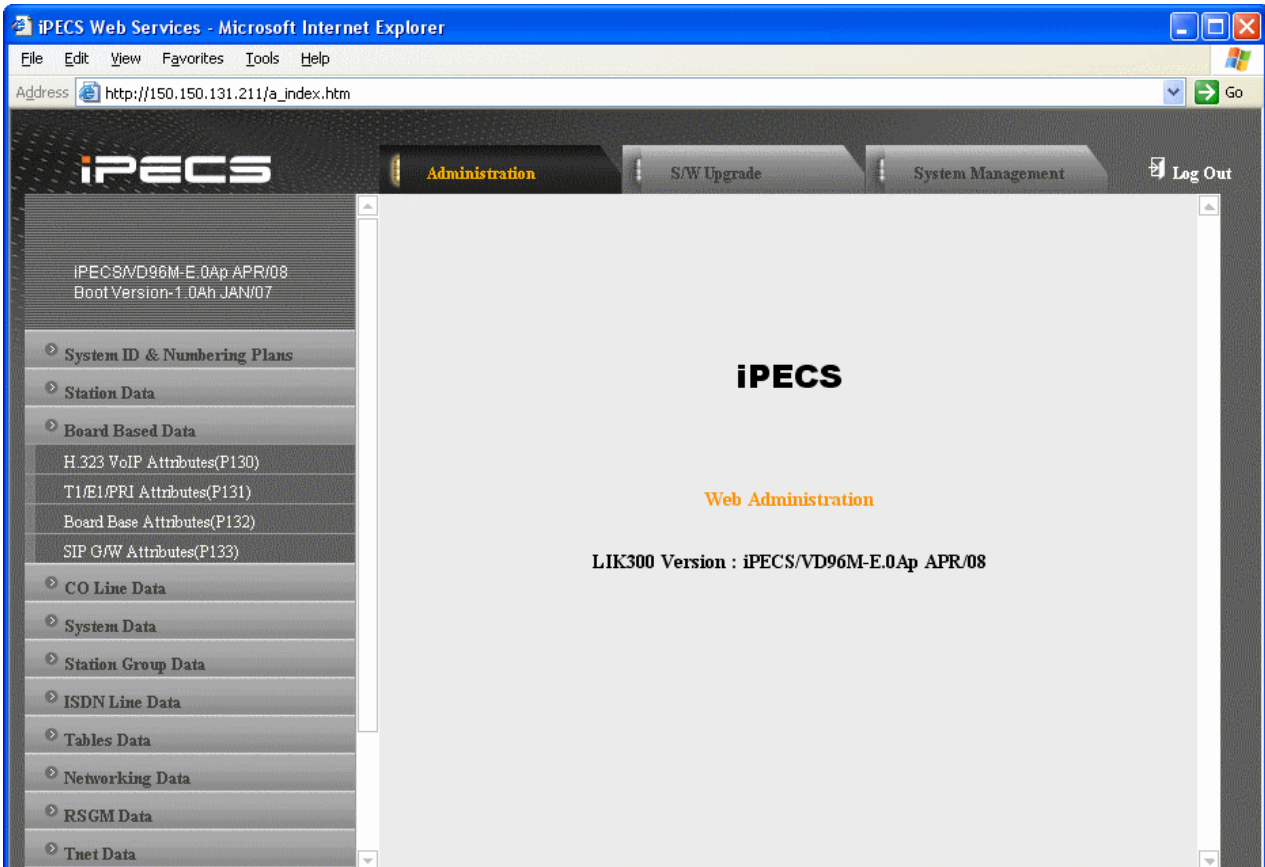 iPECS Web Services - Microsoft Internet Explorer
File Edit View Favorites Tools Help
Address http://150.150.131.211/a_index.htm Go
iPECS
Administration S/W Upgrade System Management Log Out
iPECS/VD96M-E.0Ap APR/08
Boot Version-1.0Ah JAN/07
System ID & Numbering Plans
Station Data
Board Based Data
H.323 VoIP Attributes(P130)
T1/E1/PRI Attributes(P131)
Board Base Attributes(P132)
SIP G/W Attributes(P133)
CO Line Data
System Data
Station Group Data
ISDN Line Data
Tables Data
Networking Data
RSGM Data
Tnet Data
iPECS
Web Administration
LIK300 Version : iPECS/VD96M-E.0Ap APR/08